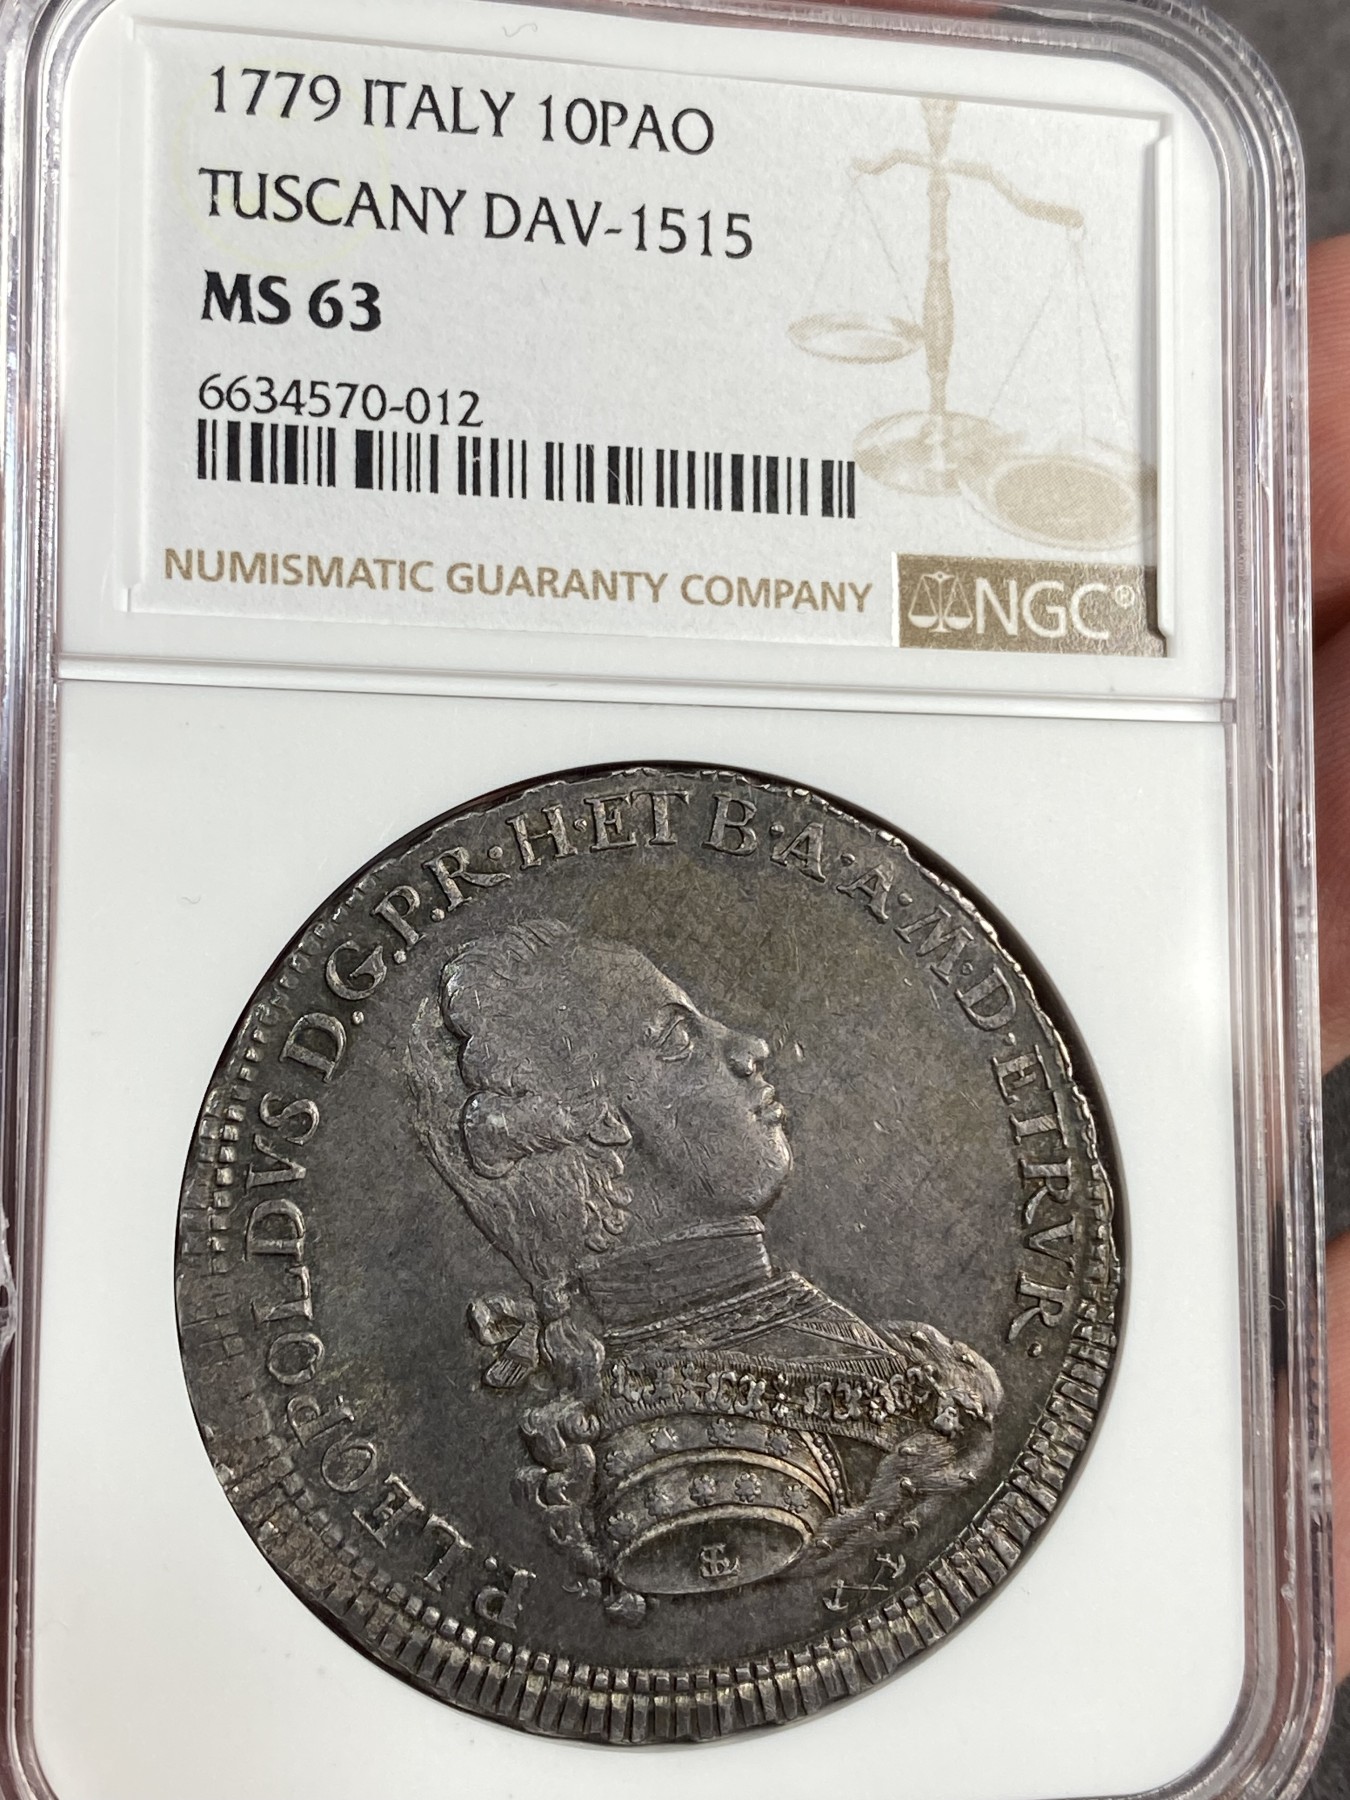 1779 ITALY 10PAO
TUSCANY DAV-1515
MS 63
6634570-012
NUMISMATIC GUARANTY COMPANY
NGC®
P.LEOPOLDVS D.G.P.R.H.ET B.A.A.M.D.ETRVR.